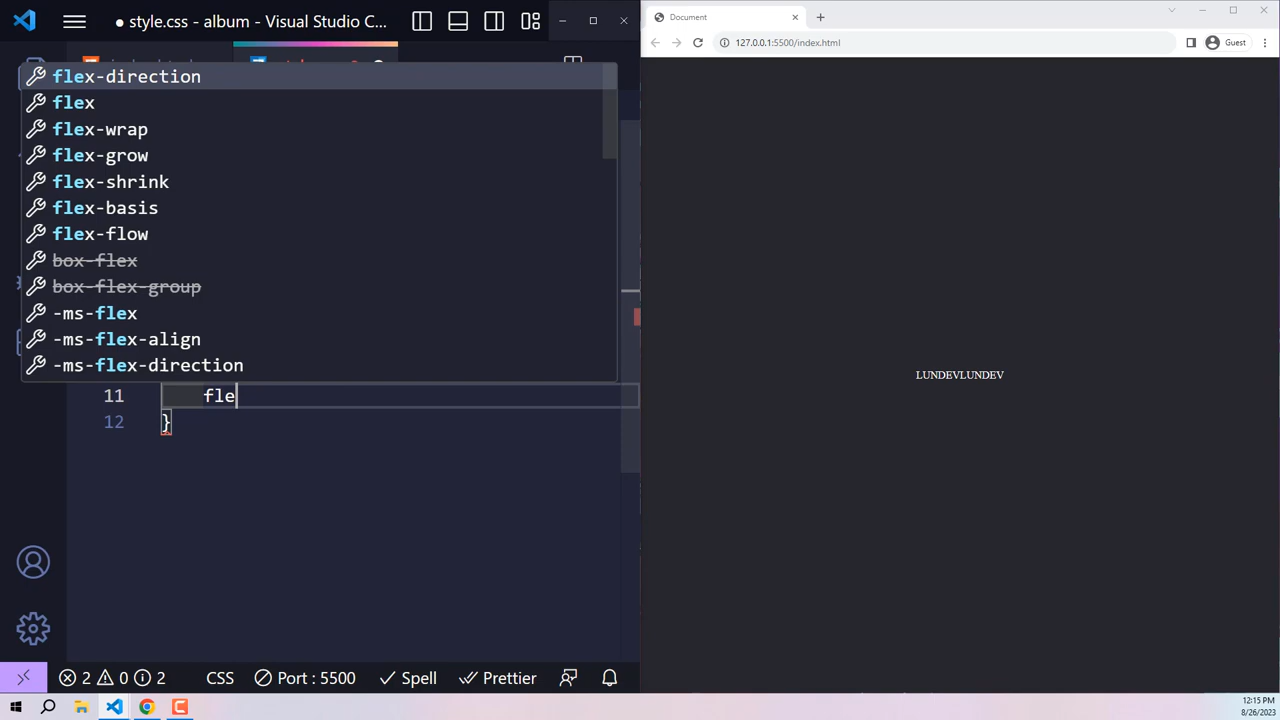 ● style.css - album - Visual Studio C...
flex-direction
flex
flex-wrap
flex-grow
flex-shrink
flex-basis
flex-flow
box-flex
box-flex-group
-ms-flex
-ms-flex-align
-ms-flex-direction
11 fle
12 }
2 0 2 CSS Port : 5500 Spell Prettier
Document
127.0.0.1:5500/index.html
Guest
LUNDEVLUNDEV
12:15 PM
8/26/2023